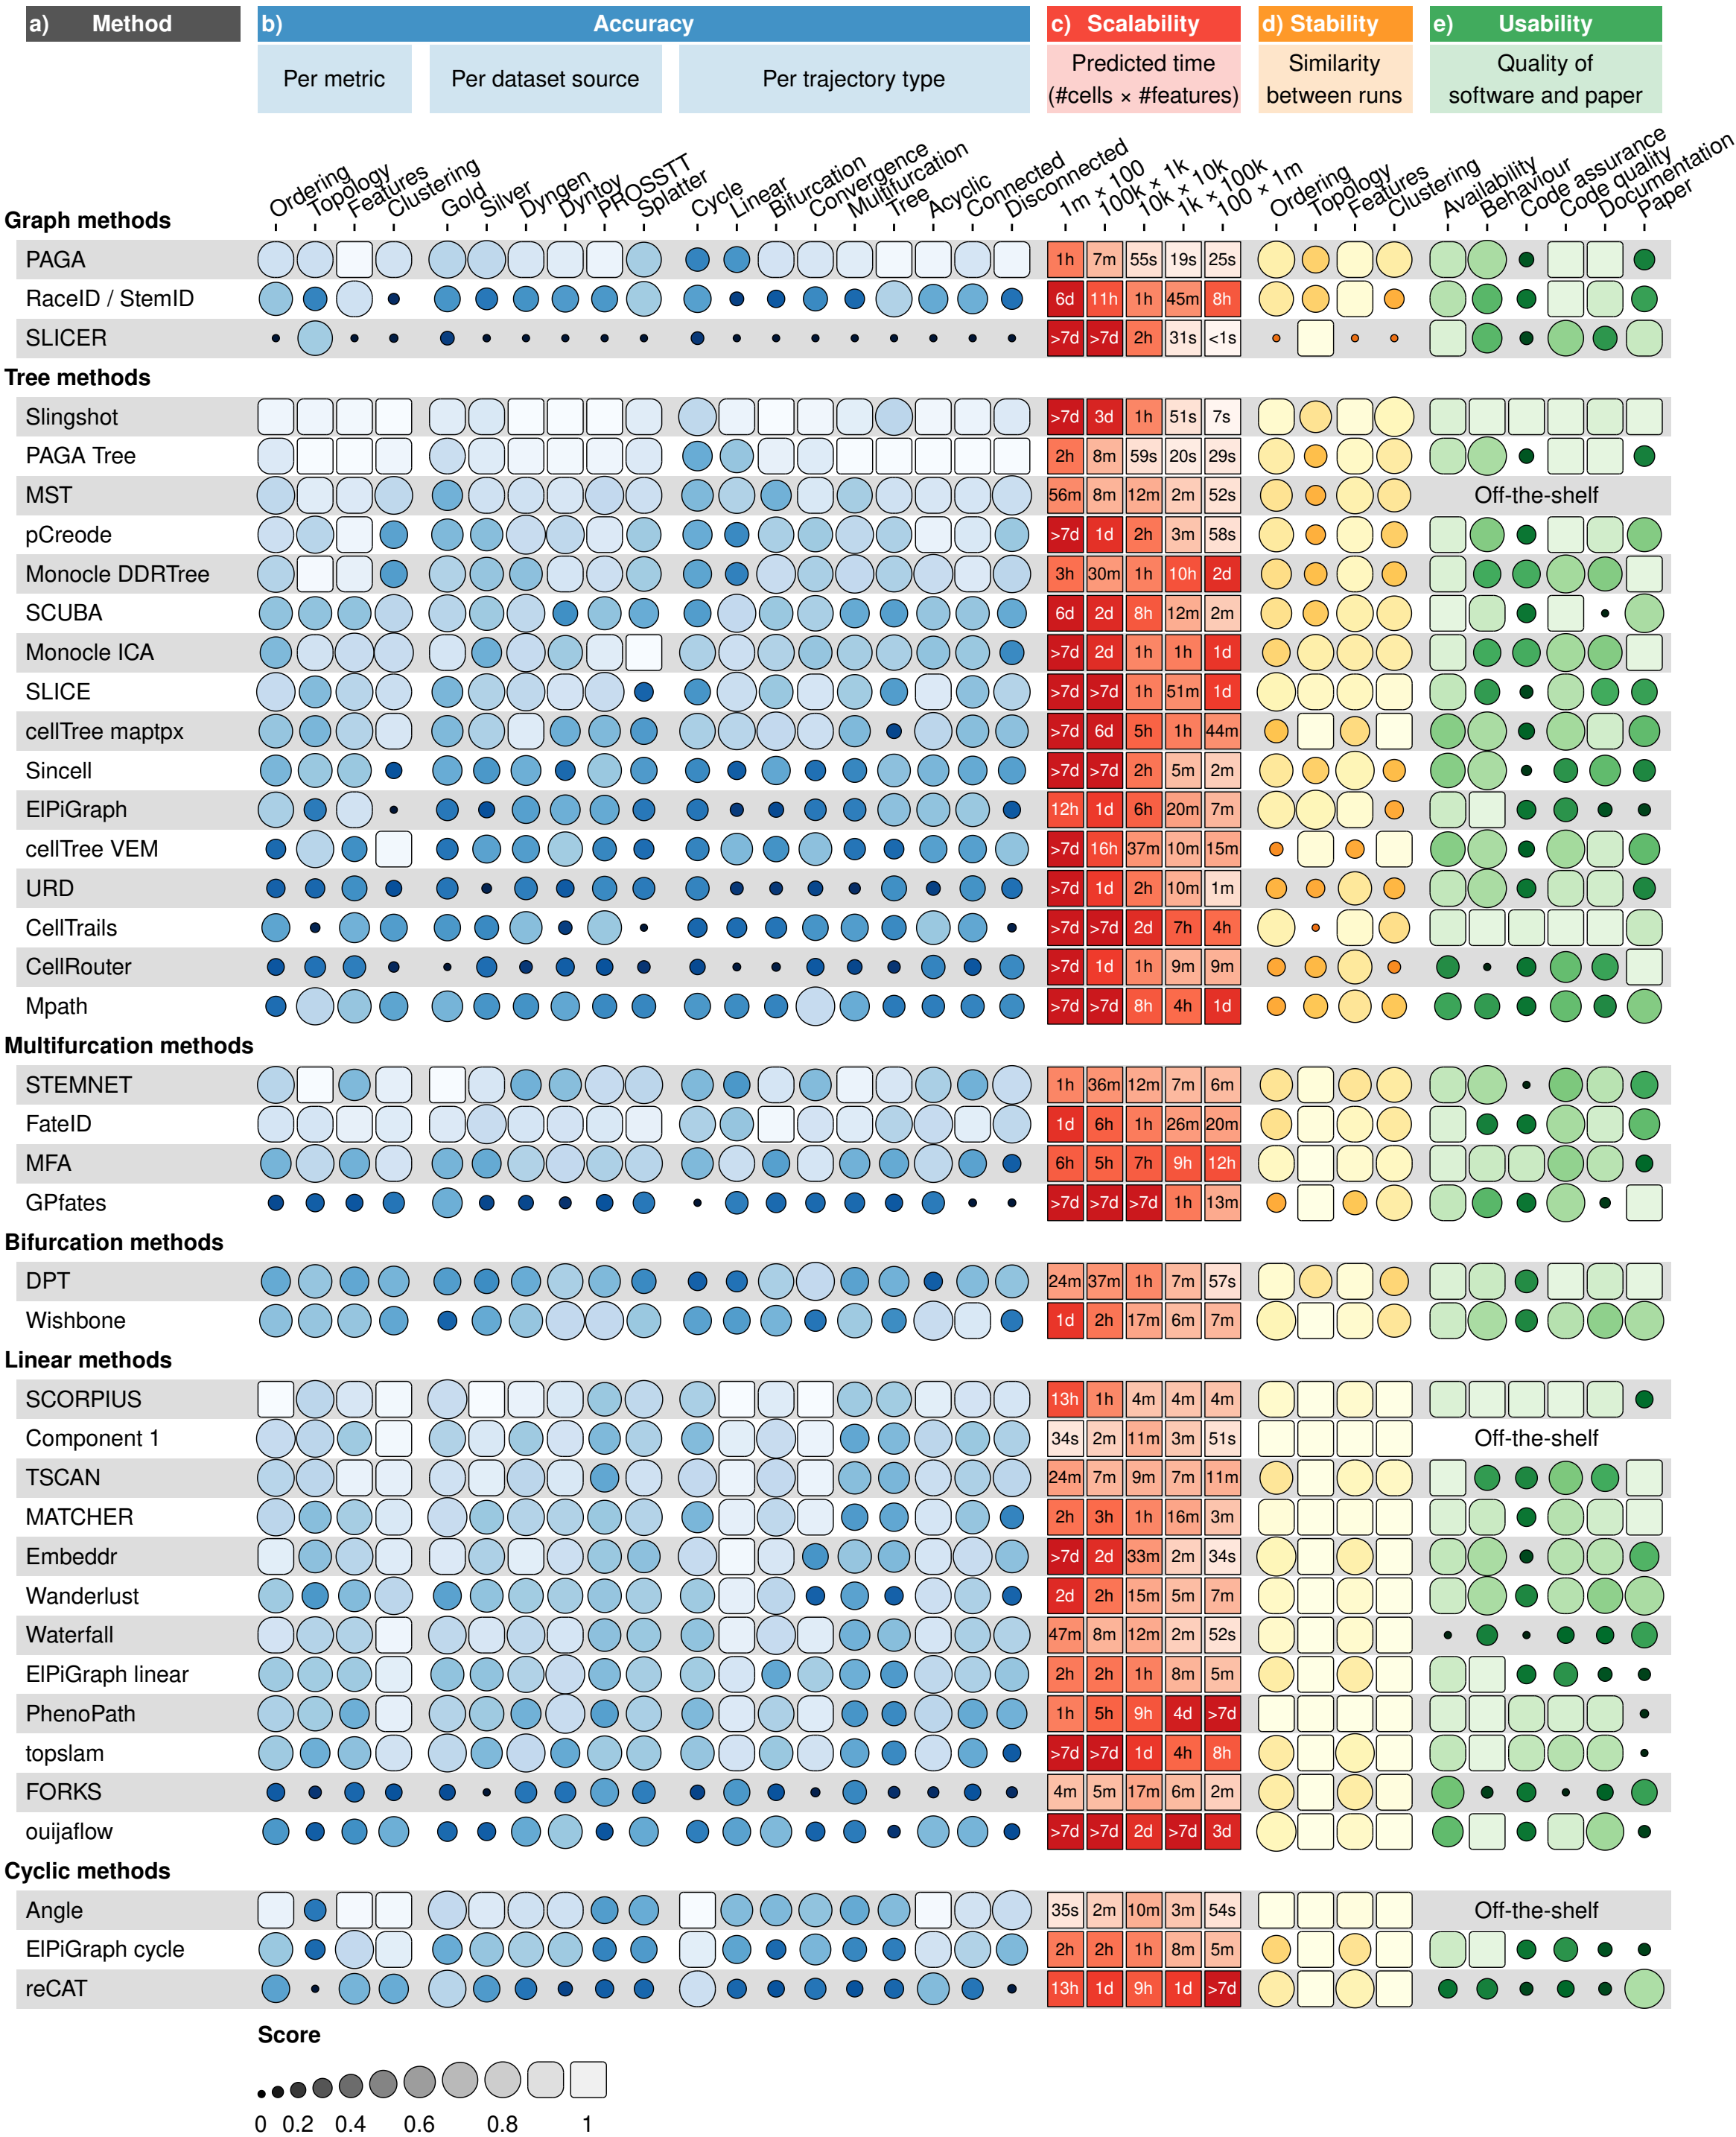 a) Method b) Accuracy c) Scalability d) Stability e) Usability
Per metric Per dataset source Per trajectory type Predicted time (#cells × #features) Similarity between runs Quality of software and paper
Ordering Topology Features Clustering Gold Silver Dyngen Dyntoy PROSSTT Splatter Cycle Linear Bifurcation Convergence Multifurcation Tree Acyclic Connected Disconnected 1m × 100 100k × 1k 10k × 10k 1k × 100k 100 × 1m Ordering Topology Features Clustering Availability Behaviour Code assurance Code quality Documentation Paper
Graph methods
PAGA 1h 7m 55s 19s 25s
RaceID / StemID 6d 11h 1h 45m 8h
SLICER >7d >7d 2h 31s <1s
Tree methods
Slingshot >7d 3d 1h 51s 7s
PAGA Tree 2h 8m 59s 20s 29s
MST 56m 8m 12m 2m 52s Off-the-shelf
pCreode >7d 1d 2h 3m 58s
Monocle DDRTree 3h 30m 1h 10h 2d
SCUBA 6d 2d 8h 12m 2m
Monocle ICA >7d 2d 1h 1h 1d
SLICE >7d >7d 1h 51m 1d
cellTree maptpx >7d 6d 5h 1h 44m
Sincell >7d >7d 2h 5m 2m
ElPiGraph 12h 1d 6h 20m 7m
cellTree VEM >7d 16h 37m 10m 15m
URD >7d 1d 2h 10m 1m
CellTrails >7d >7d 2d 7h 4h
CellRouter >7d 1d 1h 9m 9m
Mpath >7d >7d 8h 4h 1d
Multifurcation methods
STEMNET 1h 36m 12m 7m 6m
FateID 1d 6h 1h 26m 20m
MFA 6h 5h 7h 9h 12h
GPfates >7d >7d >7d 1h 13m
Bifurcation methods
DPT 24m 37m 1h 7m 57s
Wishbone 1d 2h 17m 6m 7m
Linear methods
SCORPIUS 13h 1h 4m 4m 4m
Component 1 34s 2m 11m 3m 51s Off-the-shelf
TSCAN 24m 7m 9m 7m 11m
MATCHER 2h 3h 1h 16m 3m
Embeddr >7d 2d 33m 2m 34s
Wanderlust 2d 2h 15m 5m 7m
Waterfall 47m 8m 12m 2m 52s
ElPiGraph linear 2h 2h 1h 8m 5m
PhenoPath 1h 5h 9h 4d >7d
topslam >7d >7d 1d 4h 8h
FORKS 4m 5m 17m 6m 2m
ouijaflow >7d >7d 2d >7d 3d
Cyclic methods
Angle 35s 2m 10m 3m 54s Off-the-shelf
ElPiGraph cycle 2h 2h 1h 8m 5m
reCAT 13h 1d 9h 1d >7d
Score
0 0.2 0.4 0.6 0.8 1